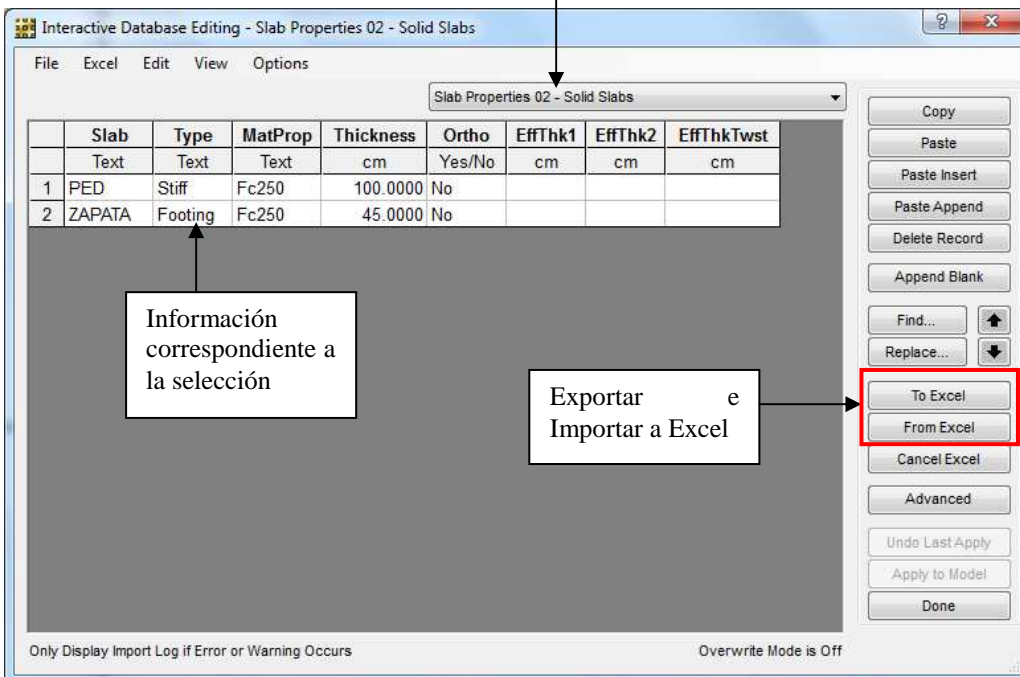 Interactive Database Editing - Slab Properties 02 - Solid Slabs
File Excel Edit View Options
Slab Properties 02 - Solid Slabs
Slab Type MatProp Thickness Ortho EffThk1 EffThk2 EffThkTwst
Text Text Text cm Yes/No cm cm cm
1 PED Stiff Fc250 100.0000 No
2 ZAPATA Footing Fc250 45.0000 No
Información
correspondiente a
la selección
Exportar e
Importar a Excel
Copy
Paste
Paste Insert
Paste Append
Delete Record
Append Blank
Find...
Replace...
To Excel
From Excel
Cancel Excel
Advanced
Undo Last Apply
Apply to Model
Done
Only Display Import Log if Error or Warning Occurs Overwrite Mode is Off